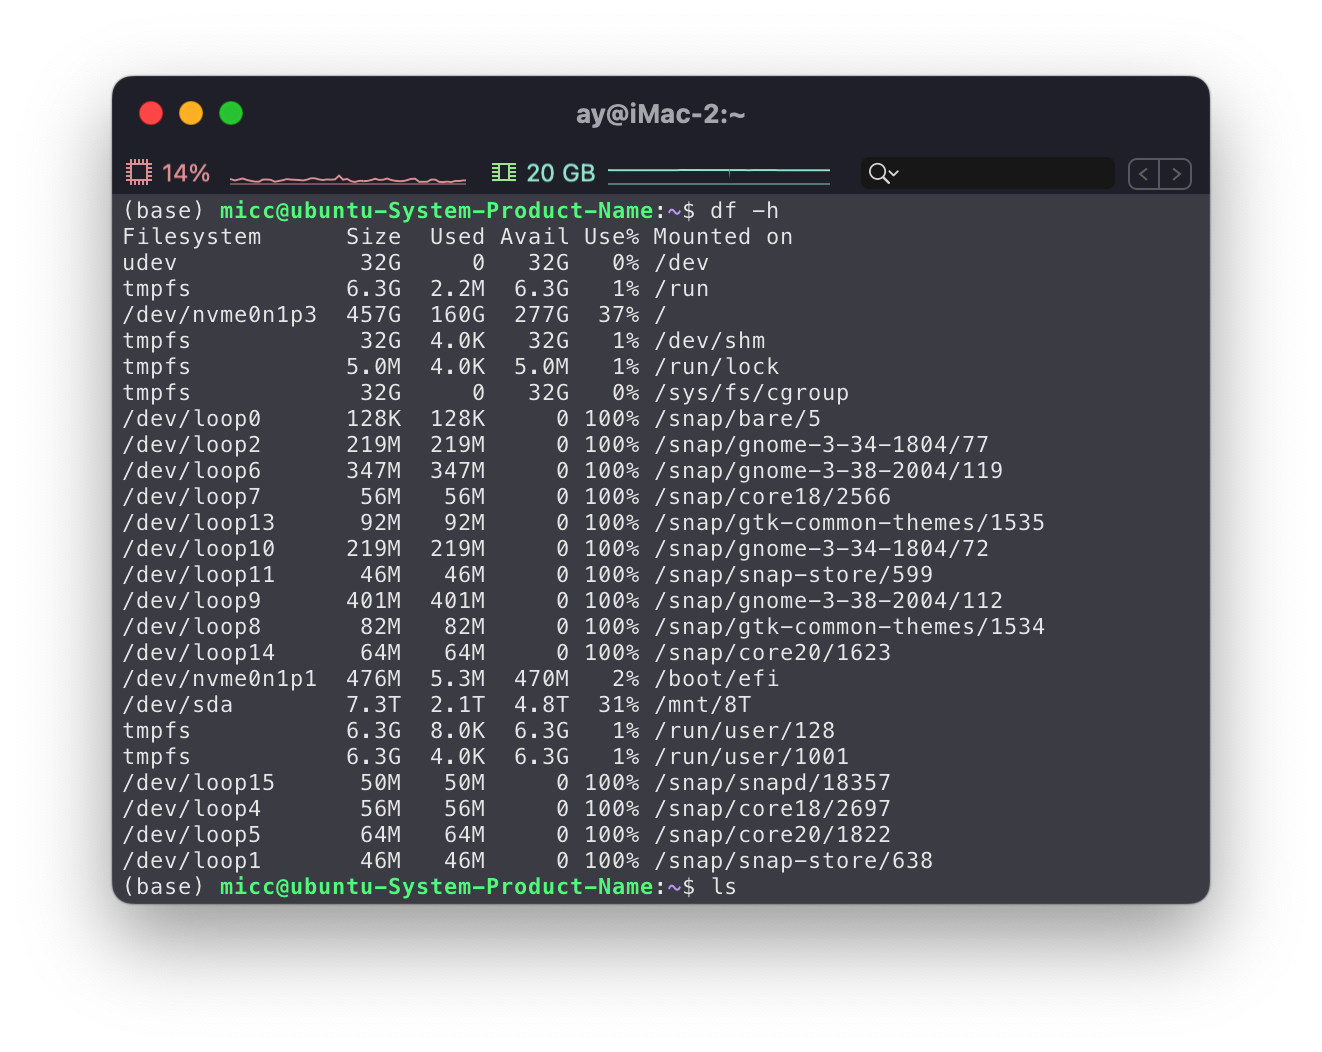 ay@iMac-2:~
14% 20 GB
(base) micc@ubuntu-System-Product-Name:~$ df -h
Filesystem      Size  Used Avail Use% Mounted on
udev             32G     0   32G   0% /dev
tmpfs           6.3G  2.2M  6.3G   1% /run
/dev/nvme0n1p3  457G  160G  277G  37% /
tmpfs            32G  4.0K   32G   1% /dev/shm
tmpfs           5.0M  4.0K  5.0M   1% /run/lock
tmpfs            32G     0   32G   0% /sys/fs/cgroup
/dev/loop0      128K  128K     0 100% /snap/bare/5
/dev/loop2      219M  219M     0 100% /snap/gnome-3-34-1804/77
/dev/loop6      347M  347M     0 100% /snap/gnome-3-38-2004/119
/dev/loop7       56M   56M     0 100% /snap/core18/2566
/dev/loop13      92M   92M     0 100% /snap/gtk-common-themes/1535
/dev/loop10     219M  219M     0 100% /snap/gnome-3-34-1804/72
/dev/loop11      46M   46M     0 100% /snap/snap-store/599
/dev/loop9      401M  401M     0 100% /snap/gnome-3-38-2004/112
/dev/loop8       82M   82M     0 100% /snap/gtk-common-themes/1534
/dev/loop14      64M   64M     0 100% /snap/core20/1623
/dev/nvme0n1p1  476M  5.3M  470M   2% /boot/efi
/dev/sda        7.3T  2.1T  4.8T  31% /mnt/8T
tmpfs           6.3G  8.0K  6.3G   1% /run/user/128
tmpfs           6.3G  4.0K  6.3G   1% /run/user/1001
/dev/loop15      50M   50M     0 100% /snap/snapd/18357
/dev/loop4       56M   56M     0 100% /snap/core18/2697
/dev/loop5       64M   64M     0 100% /snap/core20/1822
/dev/loop1       46M   46M     0 100% /snap/snap-store/638
(base) micc@ubuntu-System-Product-Name:~$ ls